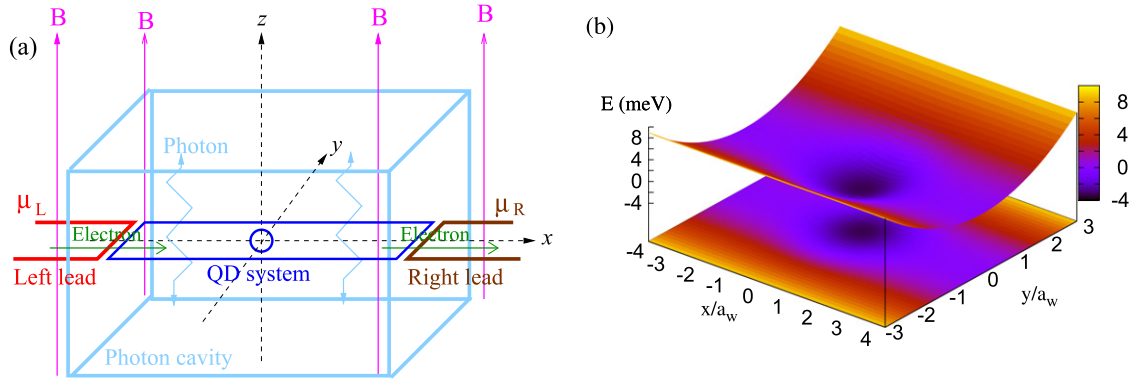 (a)
B
B
B
B
z
Photon
y
μL
μR
Electron
Electron
x
Left lead
QD system
Right lead
Photon cavity
(b)
E (meV)
8
4
0
-4
8
4
0
-4
-4
-3
-2
-1
0
1
2
3
4
x/aw
-3
-2
-1
0
1
2
3
y/aw